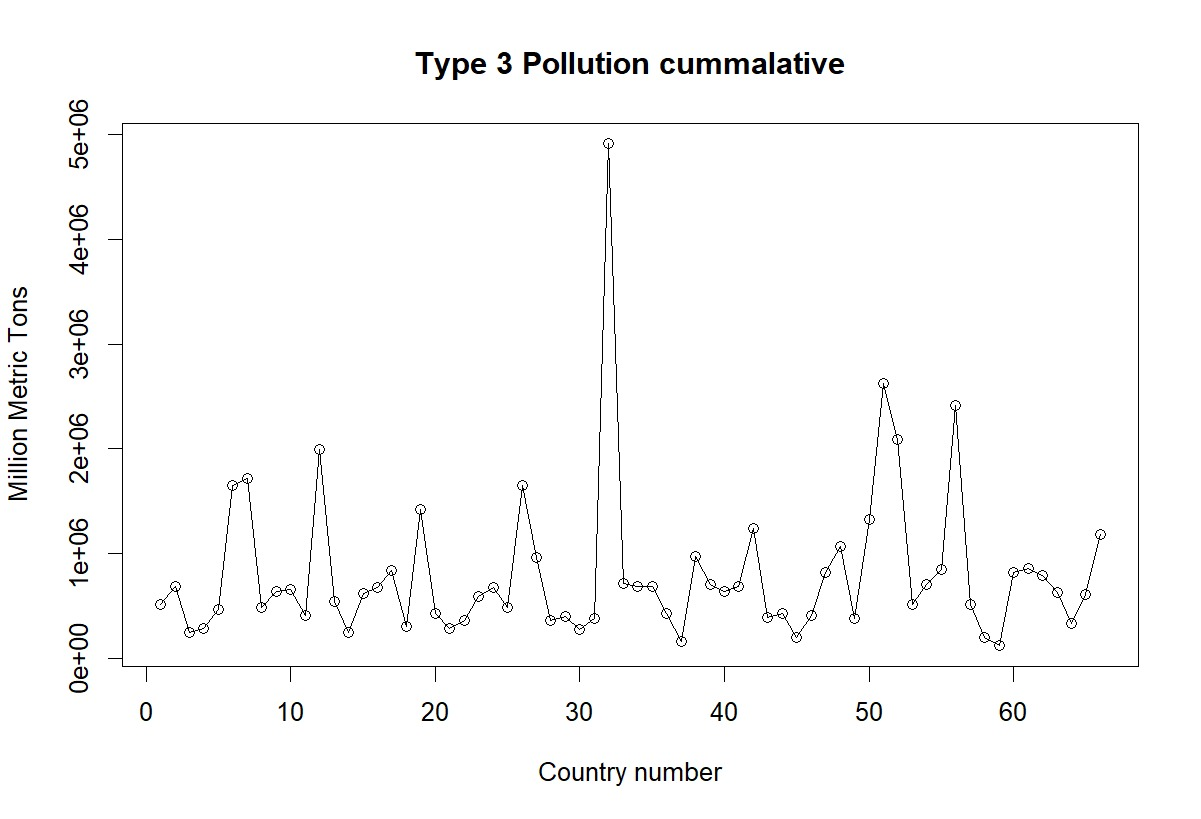 Type 3 Pollution cummalative
Million Metric Tons
5e+06
4e+06
3e+06
2e+06
1e+06
0e+00
0 10 20 30 40 50 60
Country number